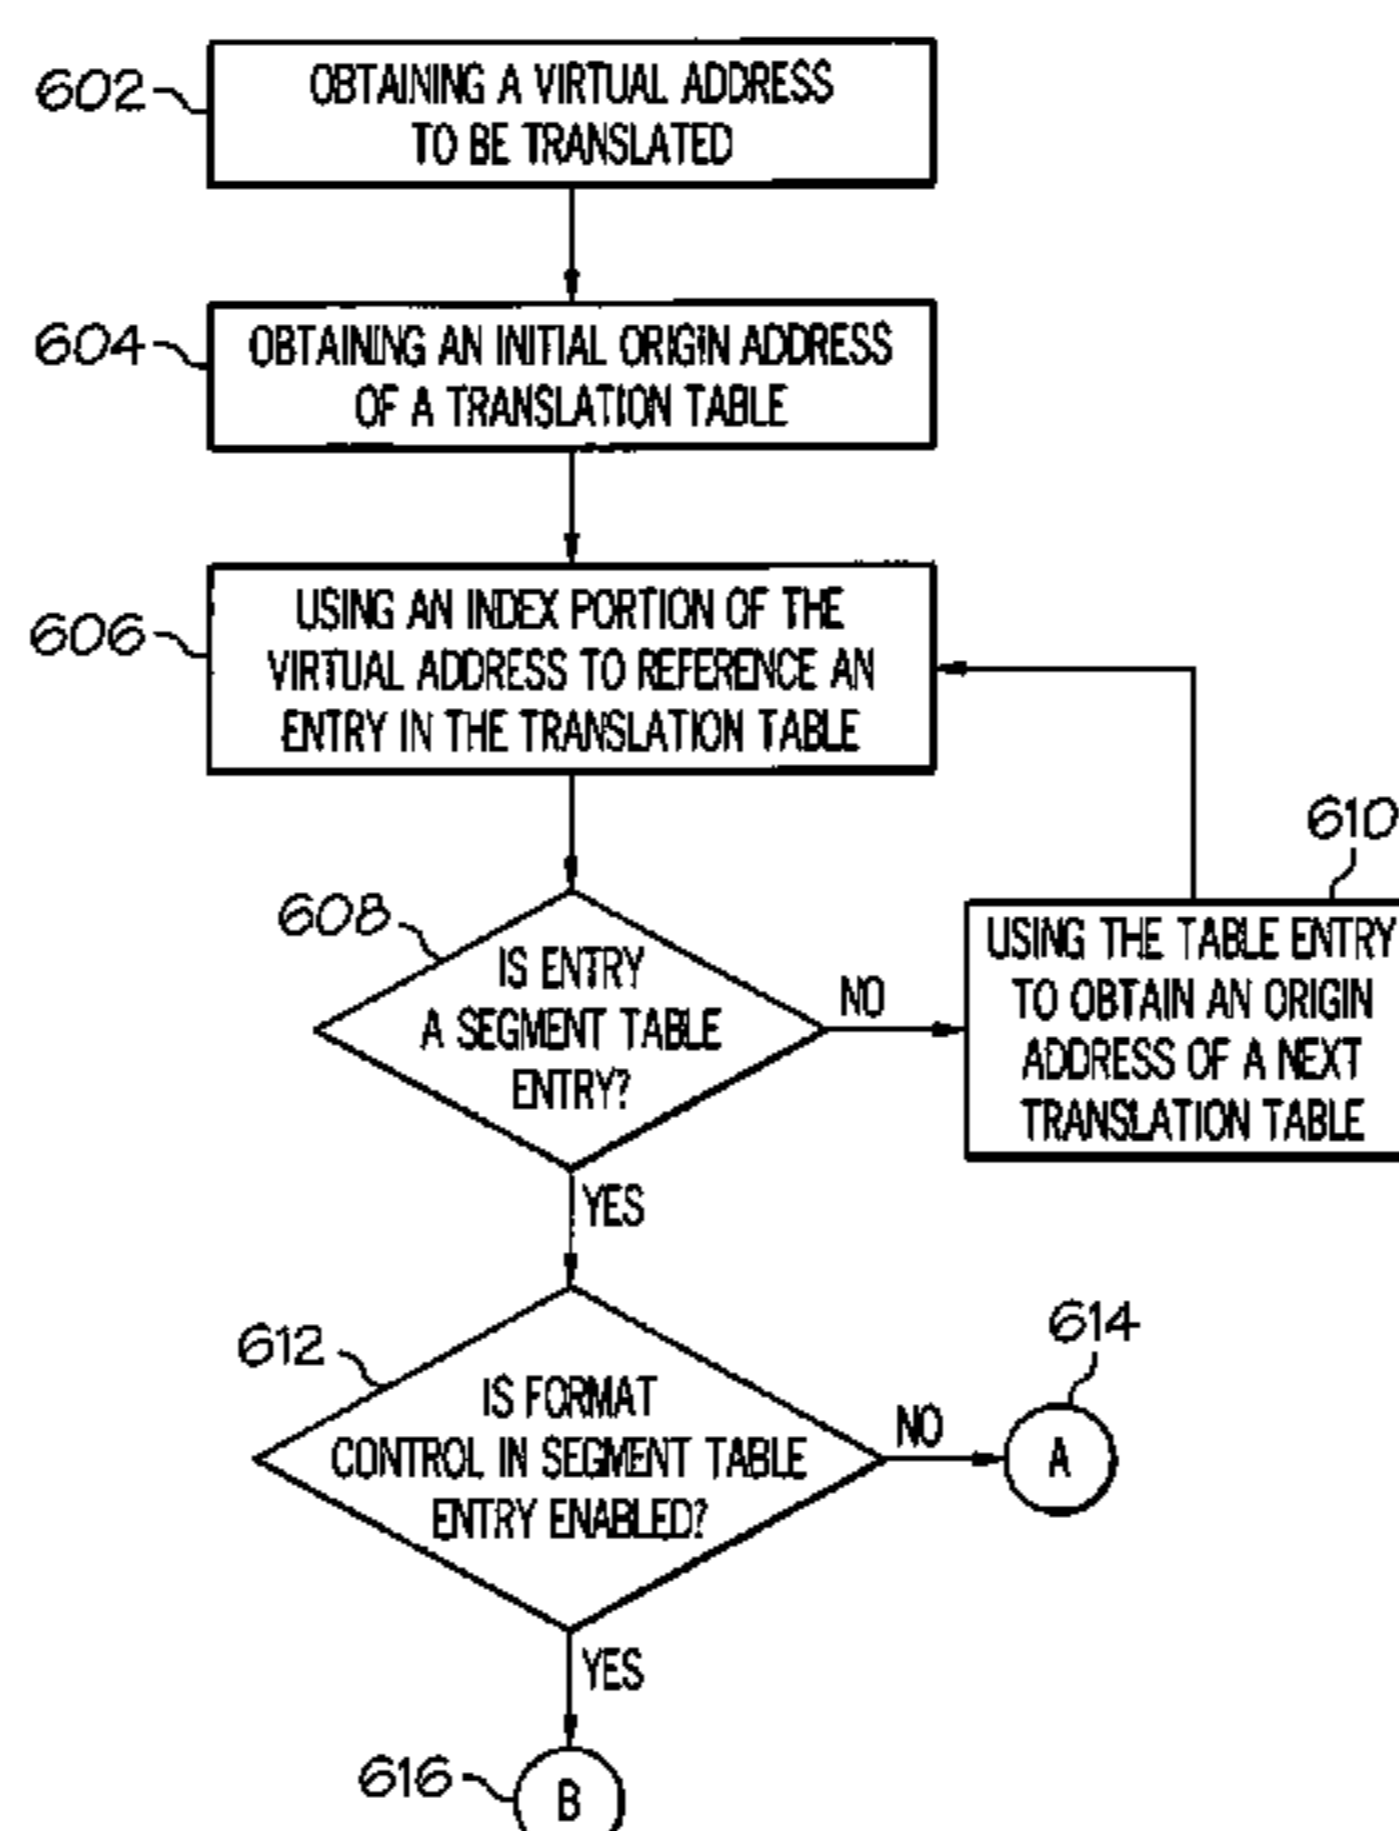 602
OBTAINING A VIRTUAL ADDRESS
TO BE TRANSLATED
604
OBTAINING AN INITIAL ORIGIN ADDRESS
OF A TRANSLATION TABLE
606
USING AN INDEX PORTION OF THE
VIRTUAL ADDRESS TO REFERENCE AN
ENTRY IN THE TRANSLATION TABLE
608
IS ENTRY
A SEGMENT TABLE
ENTRY?
NO
610
USING THE TABLE ENTRY
TO OBTAIN AN ORIGIN
ADDRESS OF A NEXT
TRANSLATION TABLE
YES
612
IS FORMAT
CONTROL IN SEGMENT TABLE
ENTRY ENABLED?
NO
614
A
YES
616
B